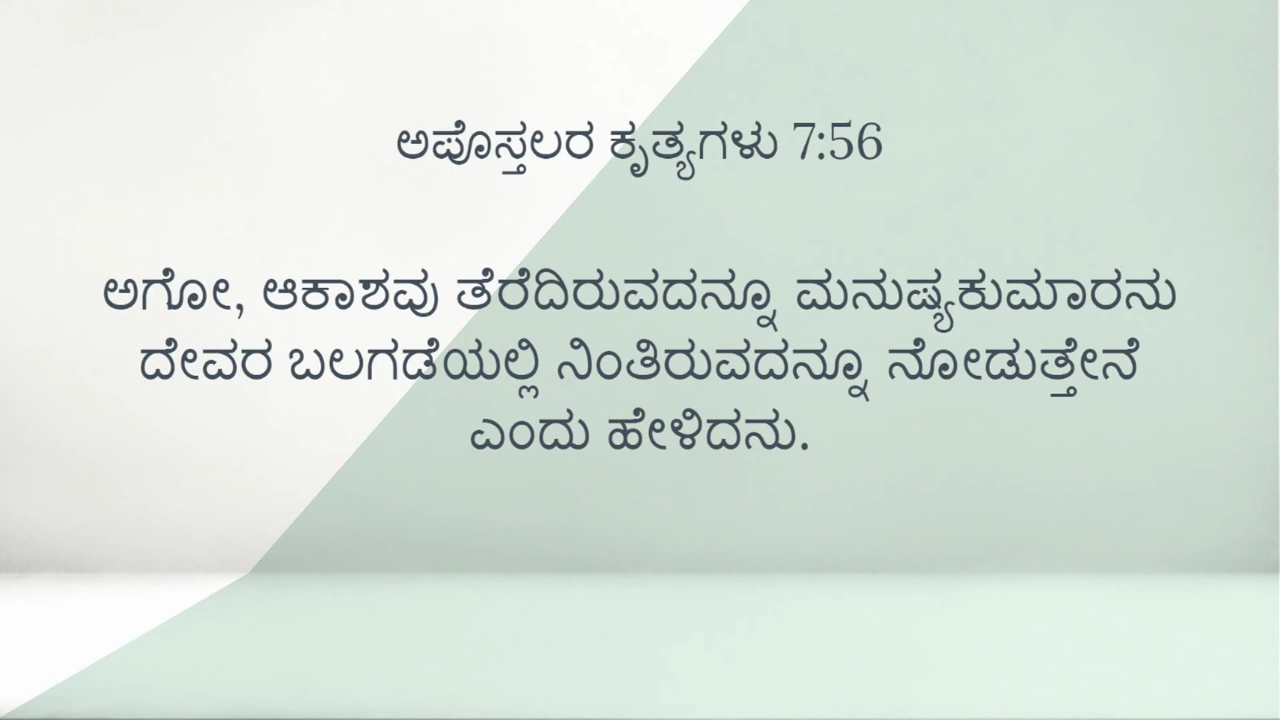 ಅಪೊಸ್ತಲರ ಕೃತ್ಯಗಳು 7:56
ಅಗೋ, ಆಕಾಶವು ತೆರೆದಿರುವದನ್ನೂ ಮನುಷ್ಯಕುಮಾರನು
ದೇವರ ಬಲಗಡೆಯಲ್ಲಿ ನಿಂತಿರುವದನ್ನೂ ನೋಡುತ್ತೇನೆ
ಎಂದು ಹೇಳಿದನು.